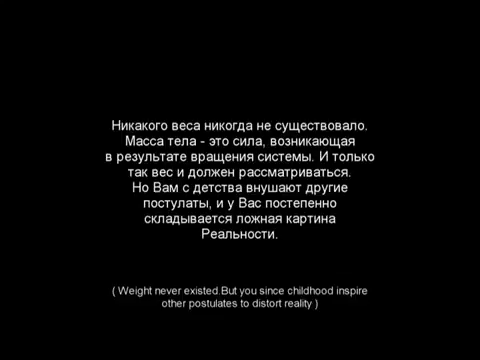 Никакого веса никогда не существовало.
Масса тела - это сила, возникающая
в результате вращения системы. И только
так вес и должен рассматриваться.
Но Вам с детства внушают другие
постулаты, и у Вас постепенно
складывается ложная картина
Реальности.
( Weight never existed.But you since childhood inspire
other postulates to distort reality )